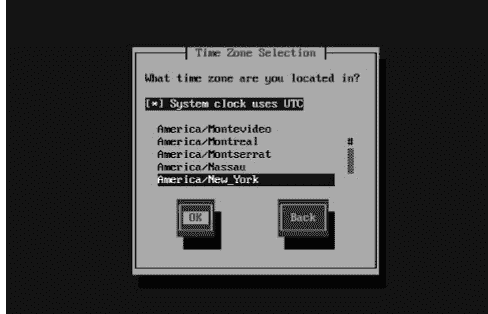 Time Zone Selection
What time zone are you located in?
[*] System clock uses UTC
America/Montevideo
America/Montreal
America/Montserrat
America/Nassau
America/New_York
#
OK
Back